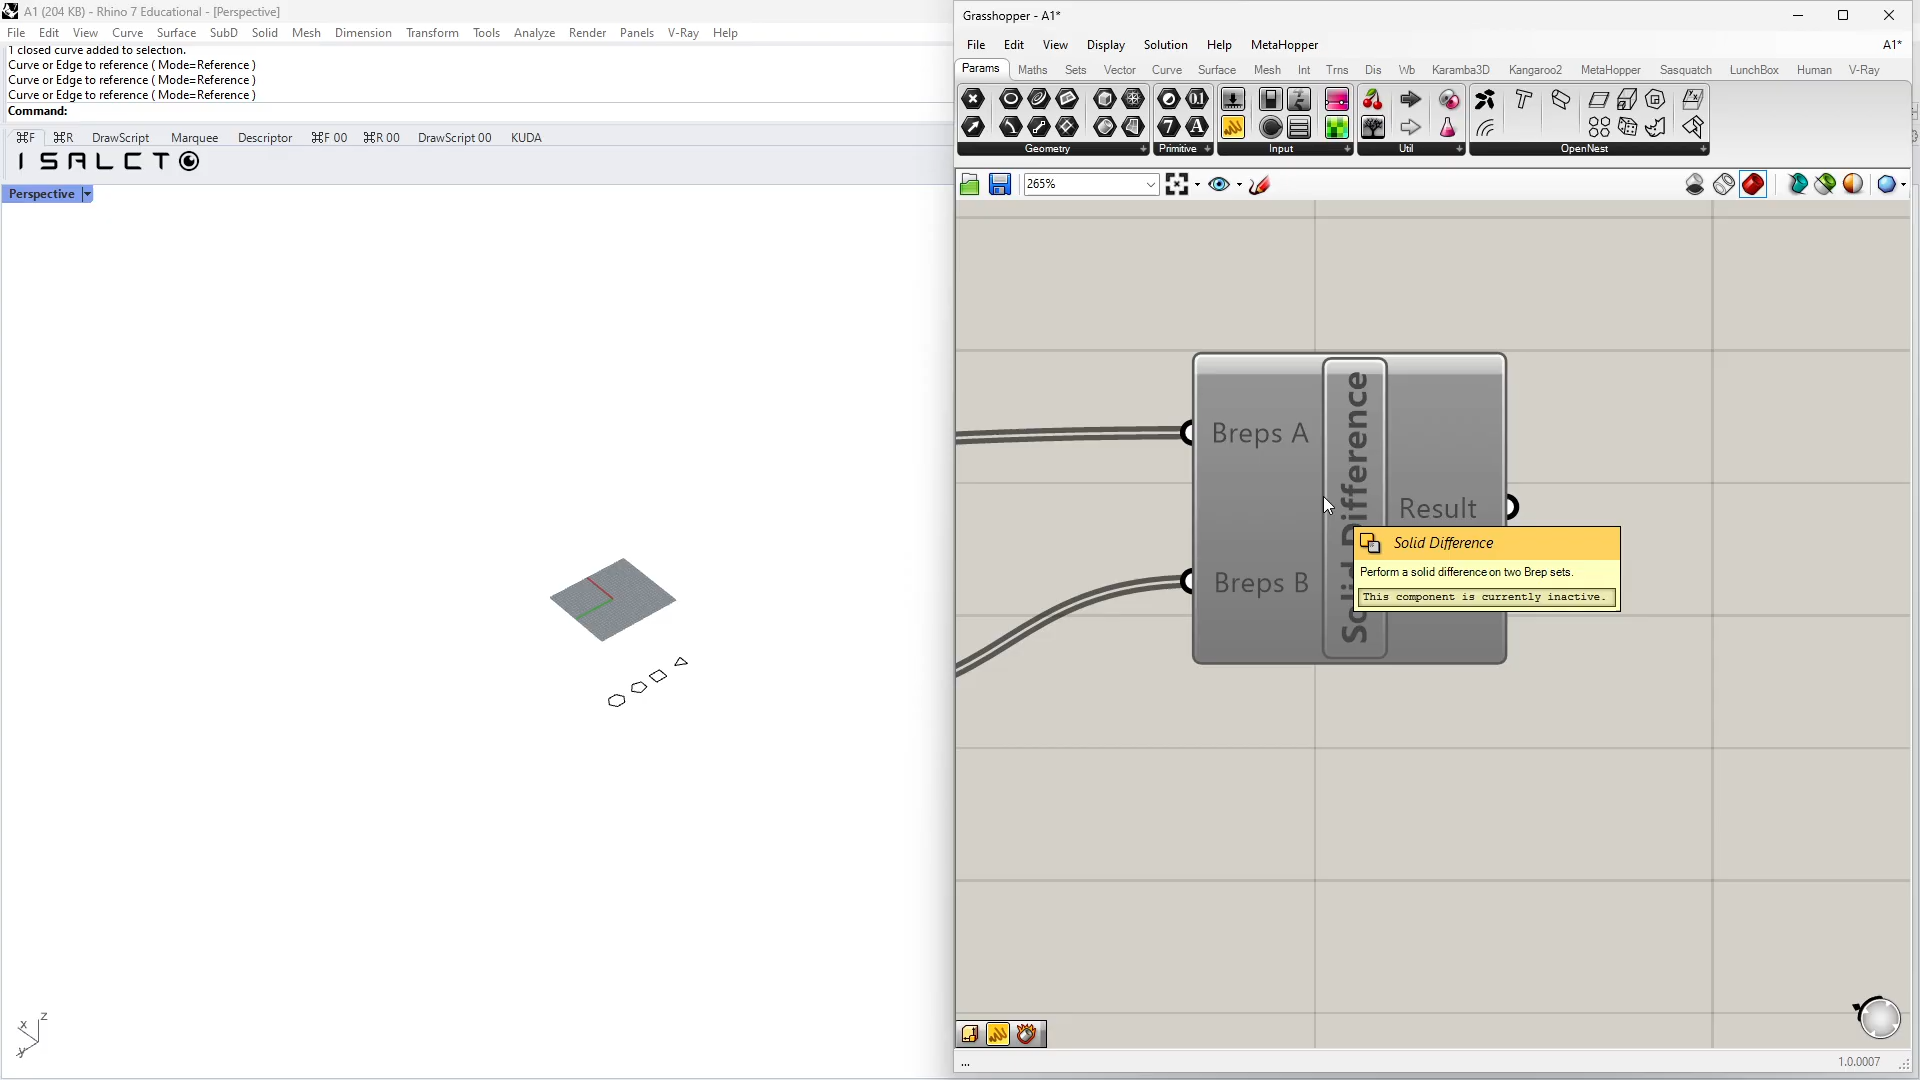 A1 (204 KB) - Rhino 7 Educational - [Perspective]
File Edit View Curve Surface SubD Solid Mesh Dimension Transform Tools Analyze Render Panels V-Ray Help
1 closed curve added to selection.
Curve or Edge to reference ( Mode=Reference )
Curve or Edge to reference ( Mode=Reference )
Curve or Edge to reference ( Mode=Reference )
Command:
⌘F ⌘R DrawScript Marquee Descriptor ⌘F 00 ⌘R 00 DrawScript 00 KUDA
Perspective
z
x
y
Grasshopper - A1*
File Edit View Display Solution Help MetaHopper A1*
Params Maths Sets Vector Curve Surface Mesh Int Trns Dis Wb Karamba3D Kangaroo2 MetaHopper Sasquatch LunchBox Human V-Ray
Geometry Primitive Input Util OpenNest
265%
Breps A
Breps B
Solid Difference
Result
Solid Difference
Perform a solid difference on two Brep sets.
This component is currently inactive.
...
1.0.0007